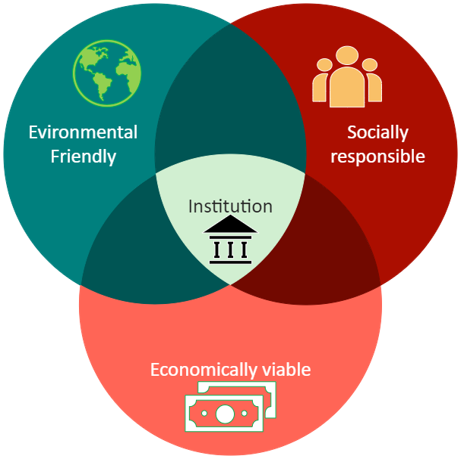 Evironmental
Friendly
Socially
responsible
Institution
Economically viable